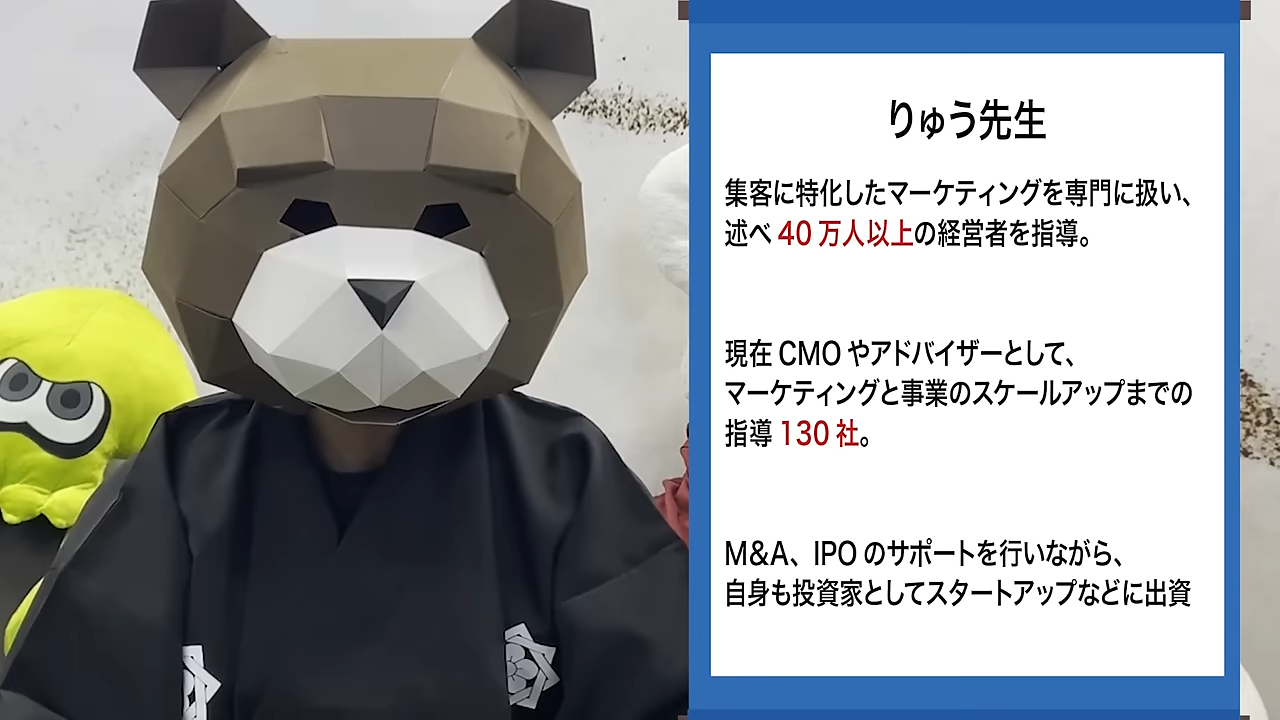 りゅう先生
集客に特化したマーケティングを専門に扱い、
述べ 40 万人以上の経営者を指導。
現在 CMO やアドバイザーとして、
マーケティングと事業のスケールアップまでの
指導 130 社。
M&A、IPO のサポートを行いながら、
自身も投資家としてスタートアップなどに出資